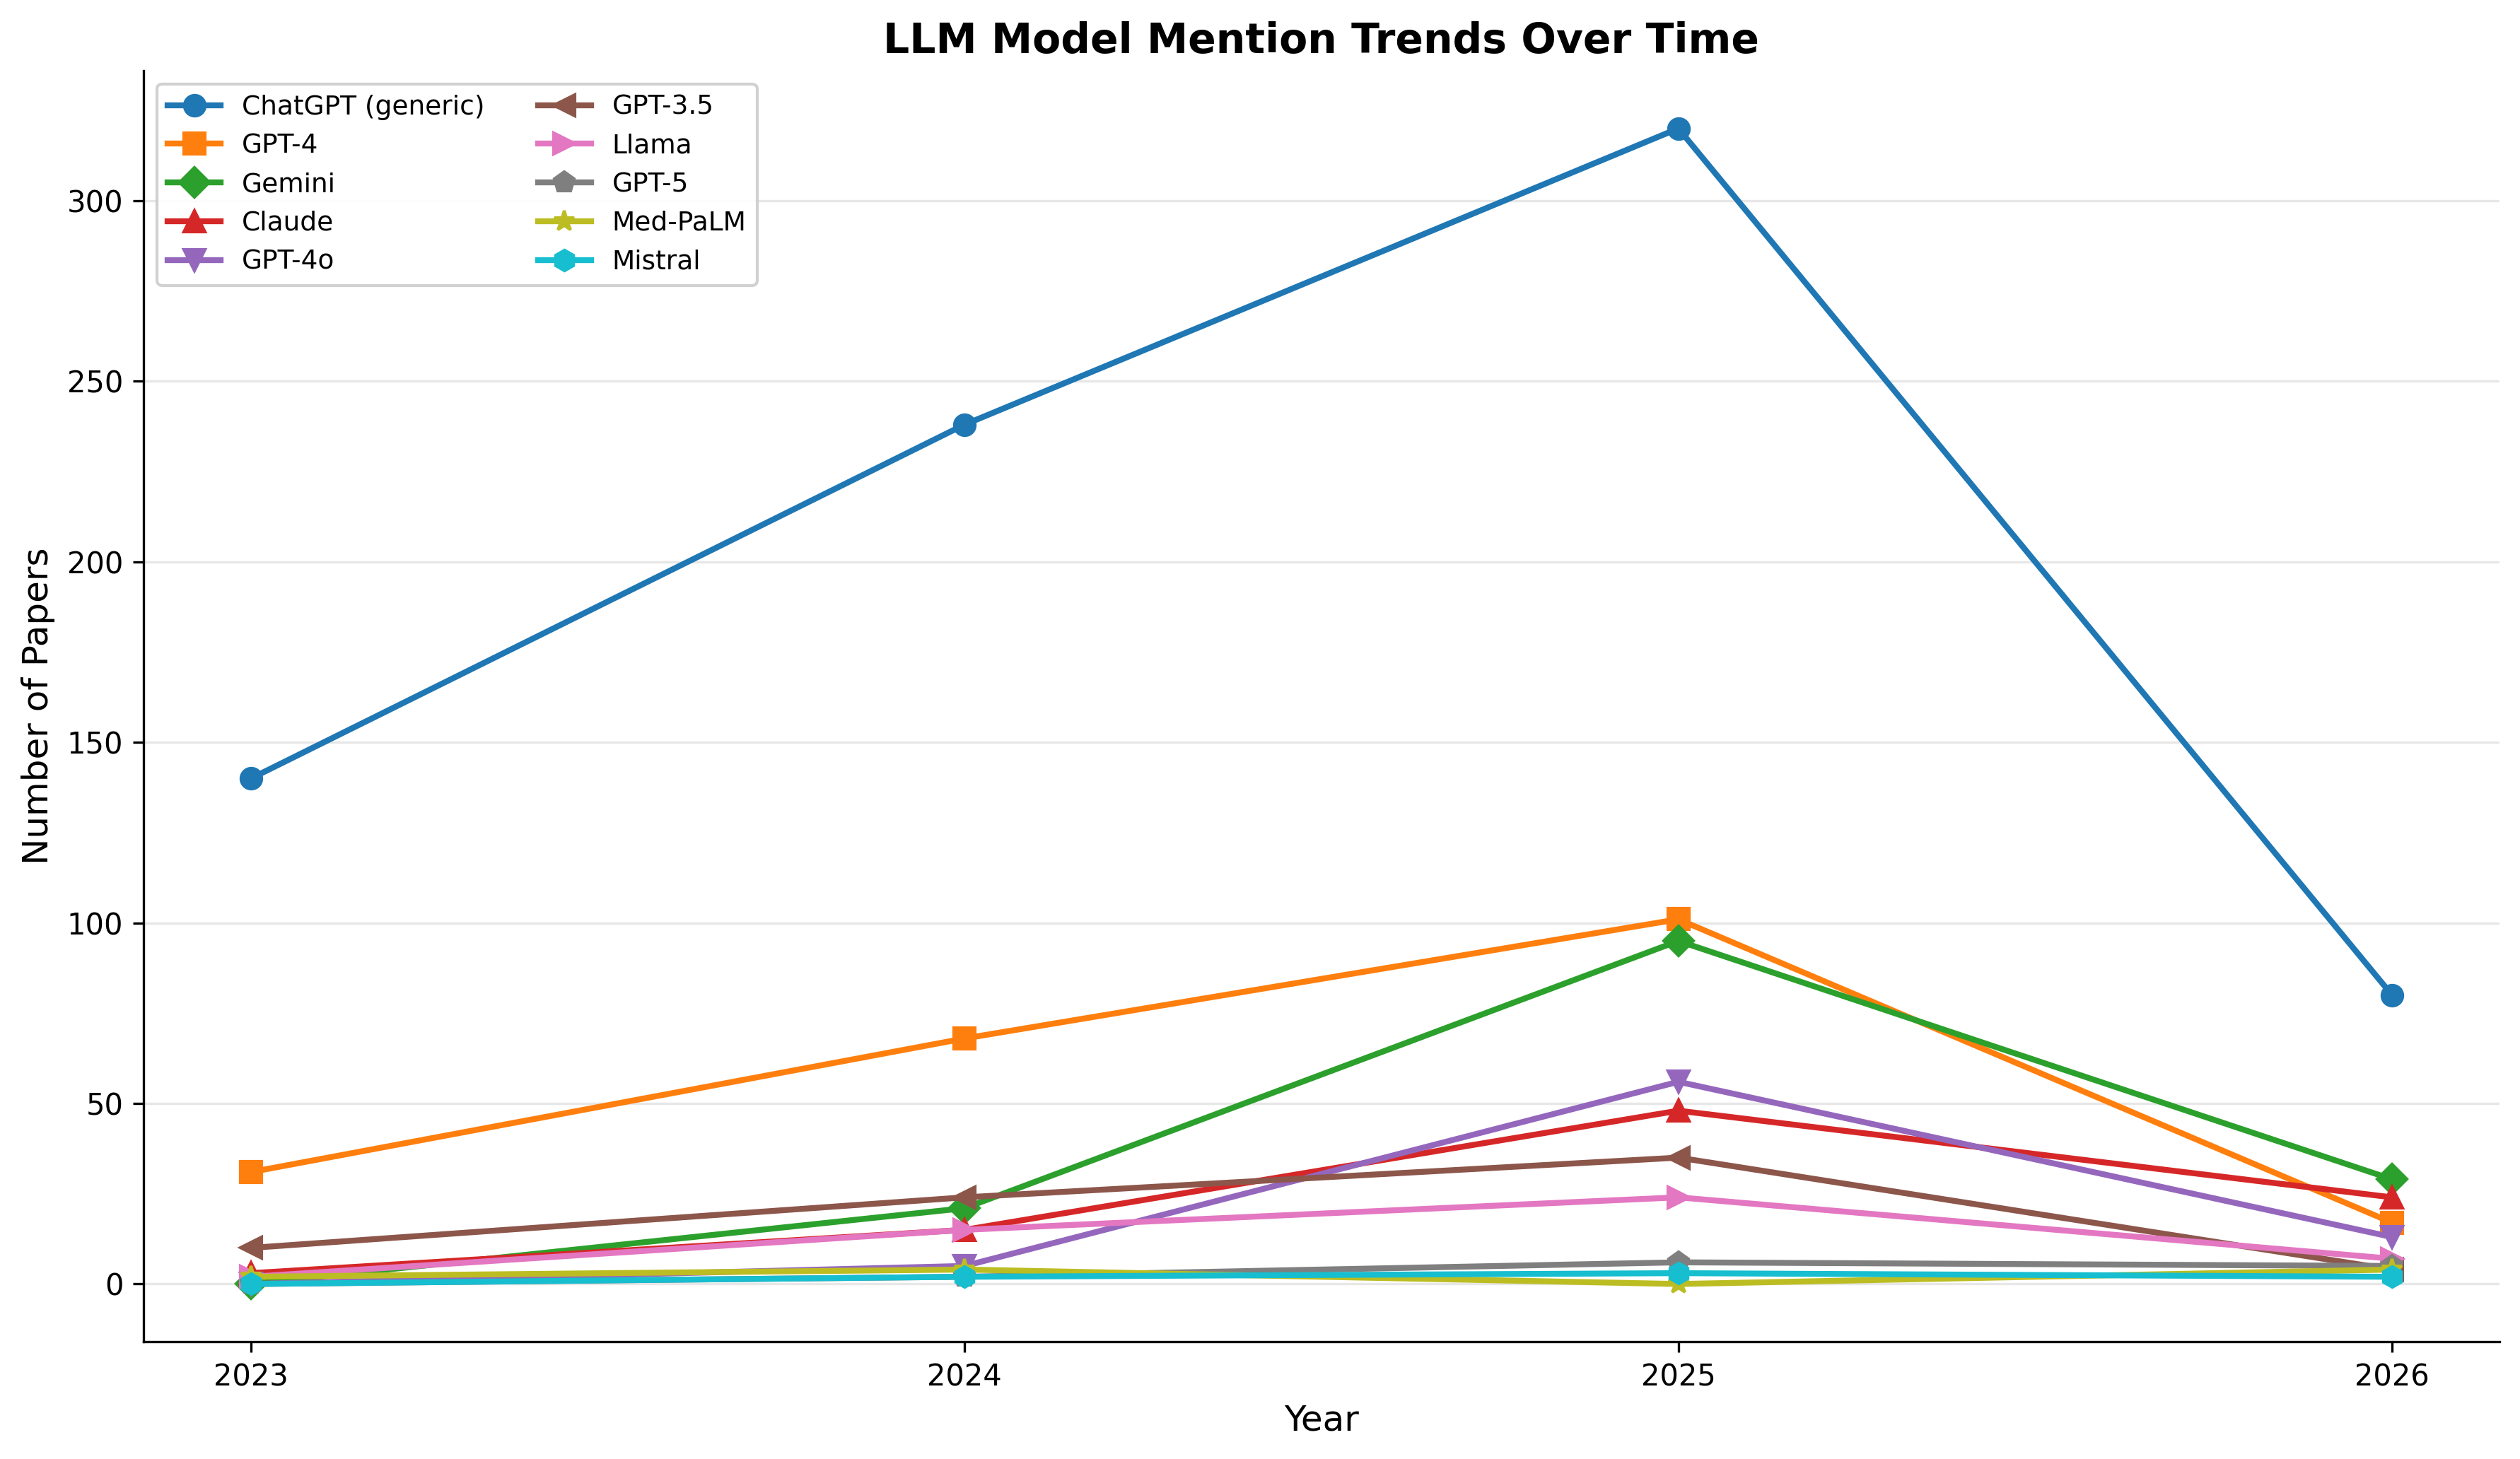 LLM Model Mention Trends Over Time
ChatGPT (generic)
GPT-4
Gemini
Claude
GPT-4o
GPT-3.5
Llama
GPT-5
Med-PaLM
Mistral
Number of Papers
300
250
200
150
100
50
0
2023 2024 2025 2026
Year